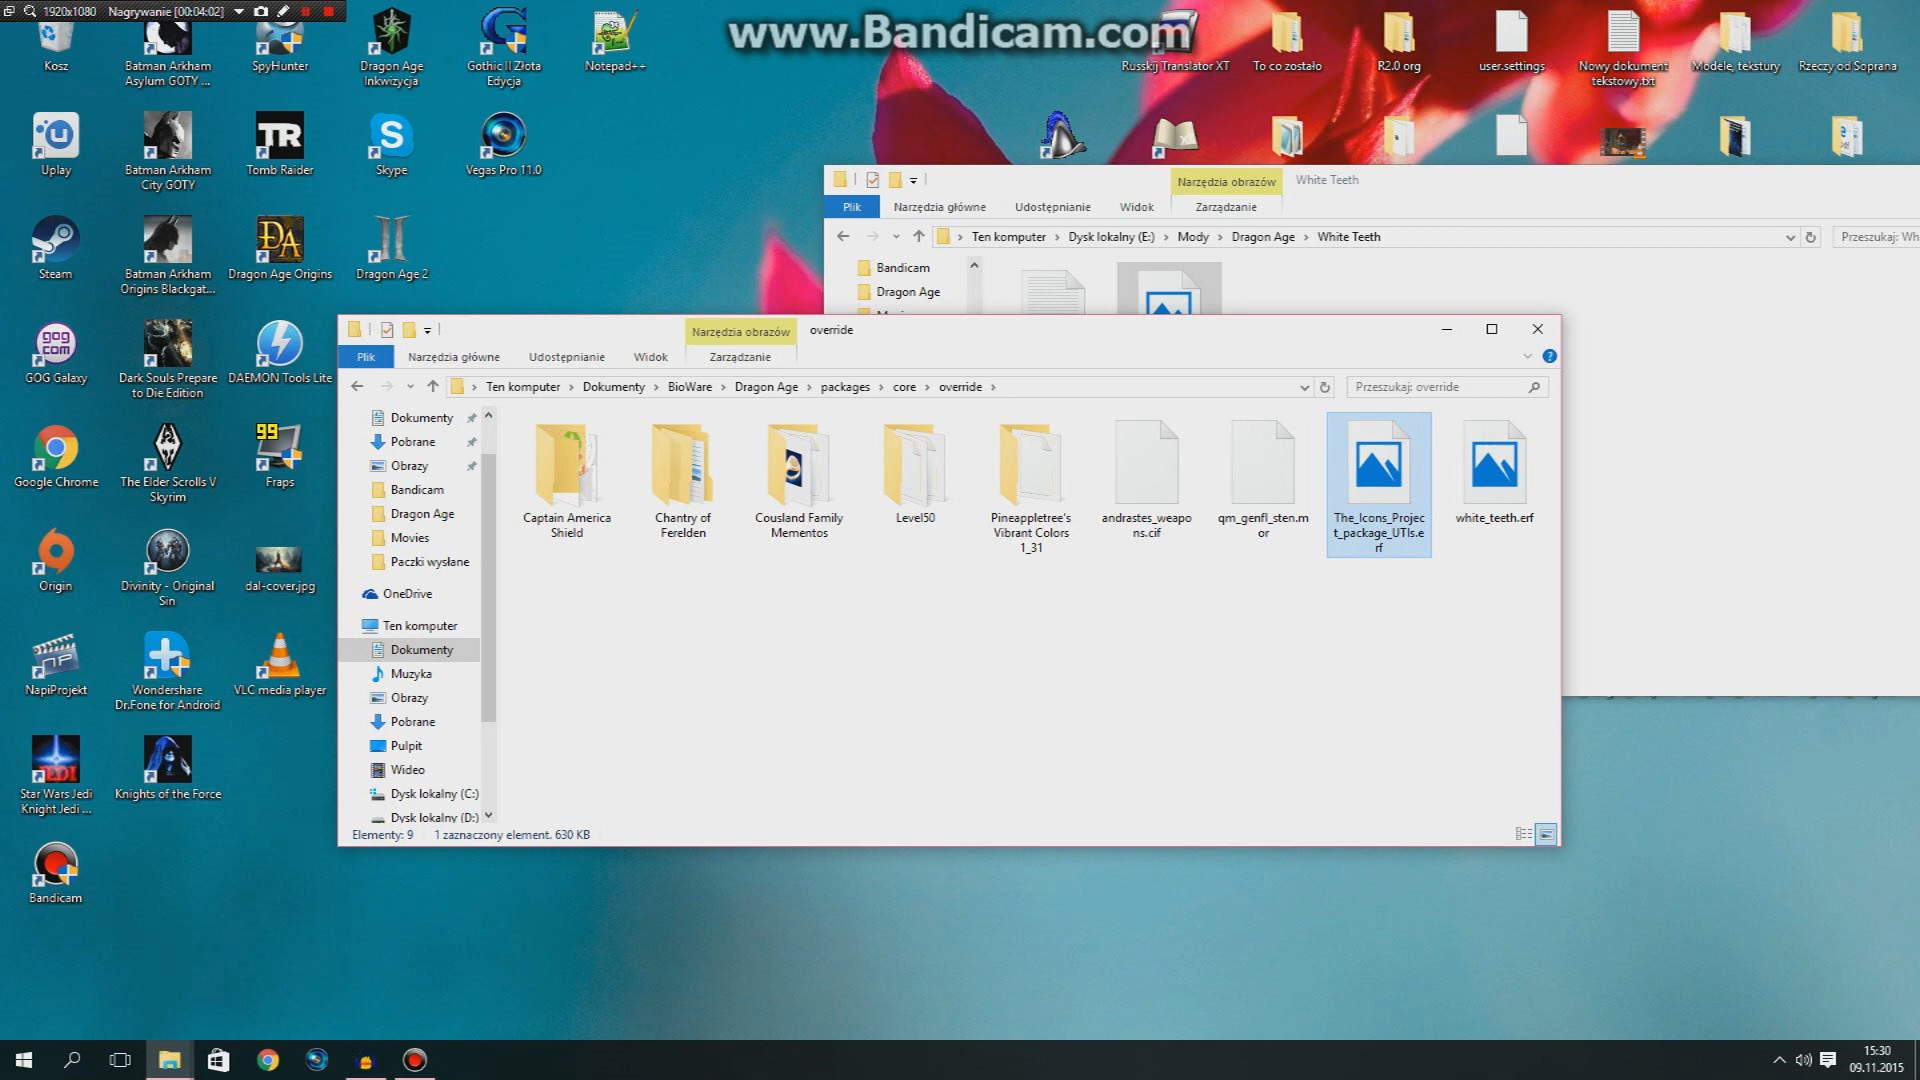 1920x1080 Nagrywanie [00:04:02]
www.Bandicam.com
Kosz
Batman Arkham
Asylum GOTY ...
SpyHunter
Dragon Age
Inkwizycja
Gothic II Złota
Edycja
Notepad++
Russkij Translator XT
To co zostało
R2.0 org
user.settings
Nowy dokument
tekstowy.txt
Modele, tekstury
Rzeczy od Soprana
Uplay
Batman Arkham
City GOTY
Tomb Raider
Skype
Vegas Pro 11.0
Steam
Batman Arkham
Origins Blackgat...
Dragon Age Origins
Dragon Age 2
GOG Galaxy
Dark Souls Prepare
to Die Edition
DAEMON Tools Lite
Google Chrome
The Elder Scrolls V
Skyrim
99
Fraps
Origin
Divinity - Original
Sin
dal-cover.jpg
NapiProjekt
Wondershare
Dr.Fone for Android
VLC media player
Star Wars Jedi
Knight Jedi ...
Knights of the Force
Bandicam
Narzędzia obrazów White Teeth
Plik Narzędzia główne Udostępnianie Widok Zarządzanie
Ten komputer Dysk lokalny (E:) Mody Dragon Age White Teeth
Przeszukaj: Wh
Bandicam
Dragon Age
Narzędzia obrazów override
Plik Narzędzia główne Udostępnianie Widok Zarządzanie
Ten komputer Dokumenty BioWare Dragon Age packages core override
Przeszukaj: override
Dokumenty
Pobrane
Obrazy
Bandicam
Dragon Age
Movies
Paczki wysłane
OneDrive
Ten komputer
Dokumenty
Muzyka
Obrazy
Pobrane
Pulpit
Wideo
Dysk lokalny (C:)
Dysk lokalny (D:)
Captain America
Shield
Chantry of
Ferelden
Cousland Family
Mementos
Level50
Pineappletree's
Vibrant Colors
1_31
andrastes_weapo
ns.cif
qm_genfl_sten.m
or
The_Icons_Projec
t_package_UTIs.e
rf
white_teeth.erf
Elementy: 9 1 zaznaczony element. 630 KB
15:30
09.11.2015